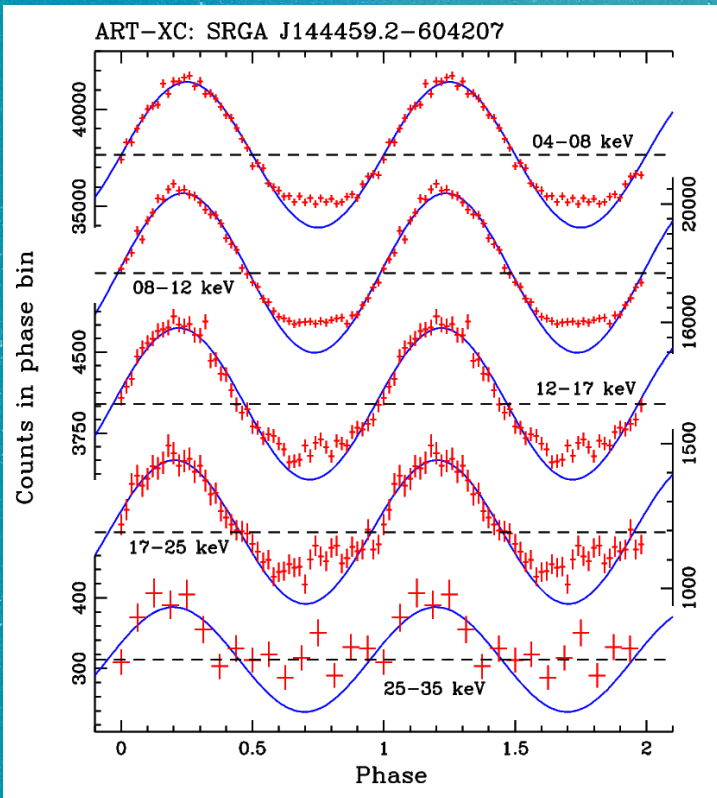 ART-XC: SRGA J144459.2-604207
40000
04-08 keV
35000
20000
08-12 keV
16000
4500
12-17 keV
3750
1500
17-25 keV
1000
400
300
25-35 keV
0 0.5 1 1.5 2
Phase
Counts in phase bin